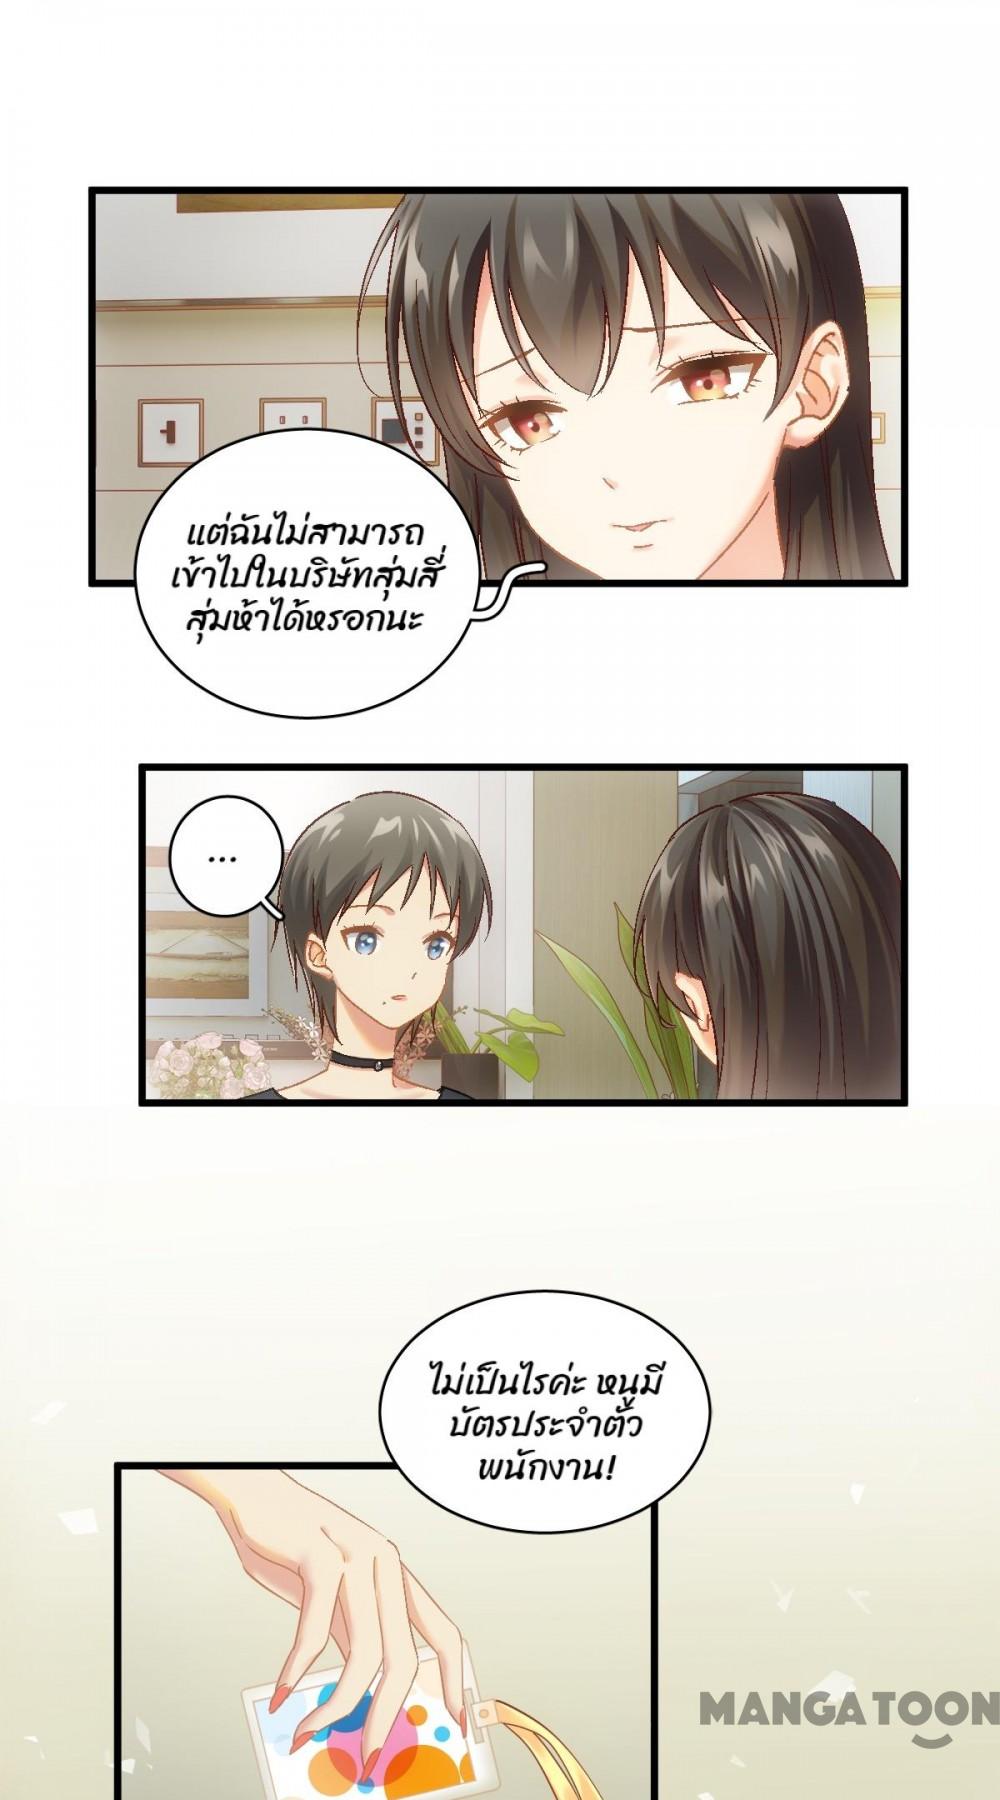 แต่ฉันไม่สามารถ
เข้าไปในบริษัทสุ่มสี่
สุ่มห้าได้หรอกนะ
...
ไม่เป็นไรค่ะ หนูมี
บัตรประจำตัว
พนักงาน!
MANGATOON